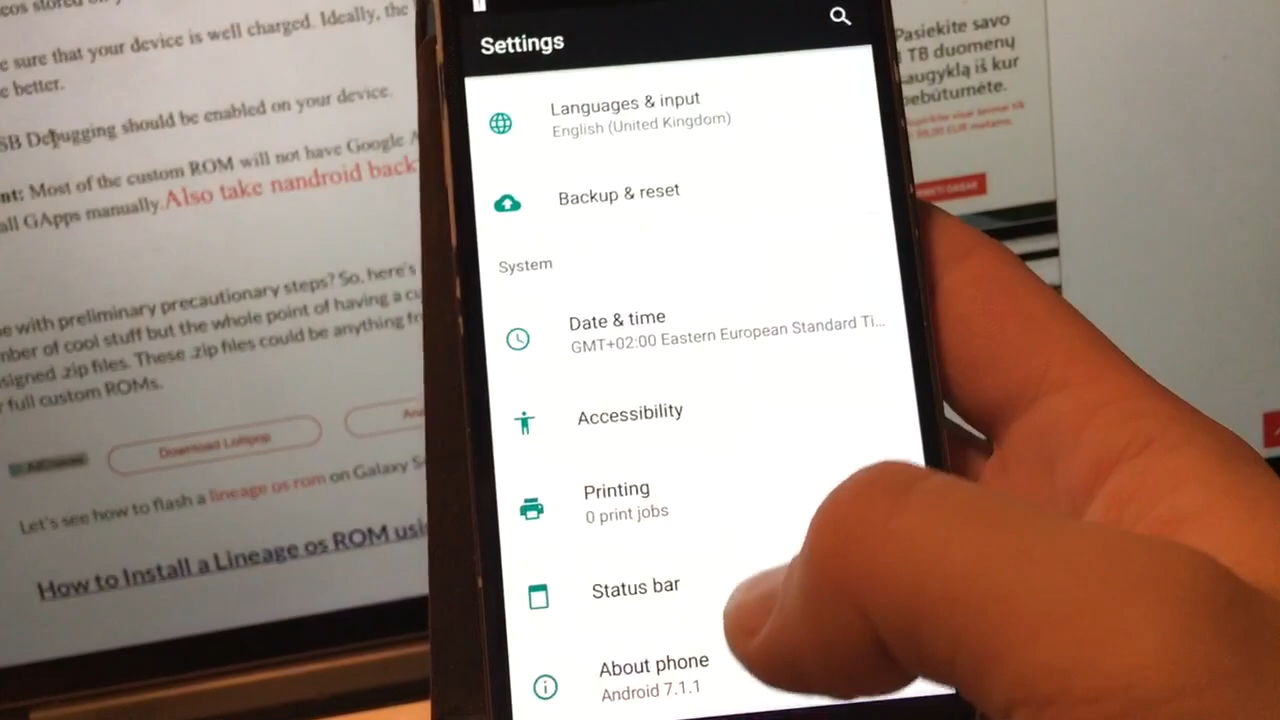 e sure that your device is well charged. Ideally, the
e better.
SB Debugging should be enabled on your device.
nt: Most of the custom ROM will not have Google A
all GApps manually. Also take nandroid back
e with preliminary precautionary steps? So, here's
mber of cool stuff but the whole point of having a cu
signed .zip files. These .zip files could be anything fr
full custom ROMs.
Download Lollipop
Let's see how to flash a lineage os rom on Galaxy S
How to Install a Lineage os ROM usi
Settings
Languages & input
English (United Kingdom)
Backup & reset
System
Date & time
GMT+02:00 Eastern European Standard Ti...
Accessibility
Printing
0 print jobs
Status bar
About phone
Android 7.1.1
Pasiekite savo
TB duomenų
augyklą iš kur
bebūtumėte.